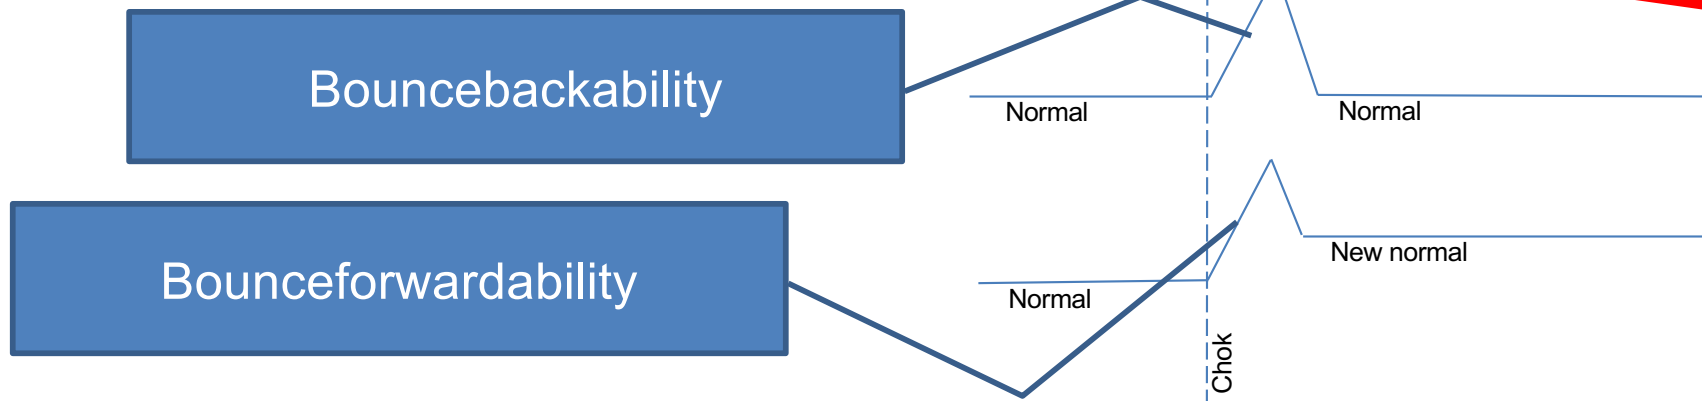 Bouncebackability
Normal
Normal
Bounceforwardability
New normal
Normal
Chok